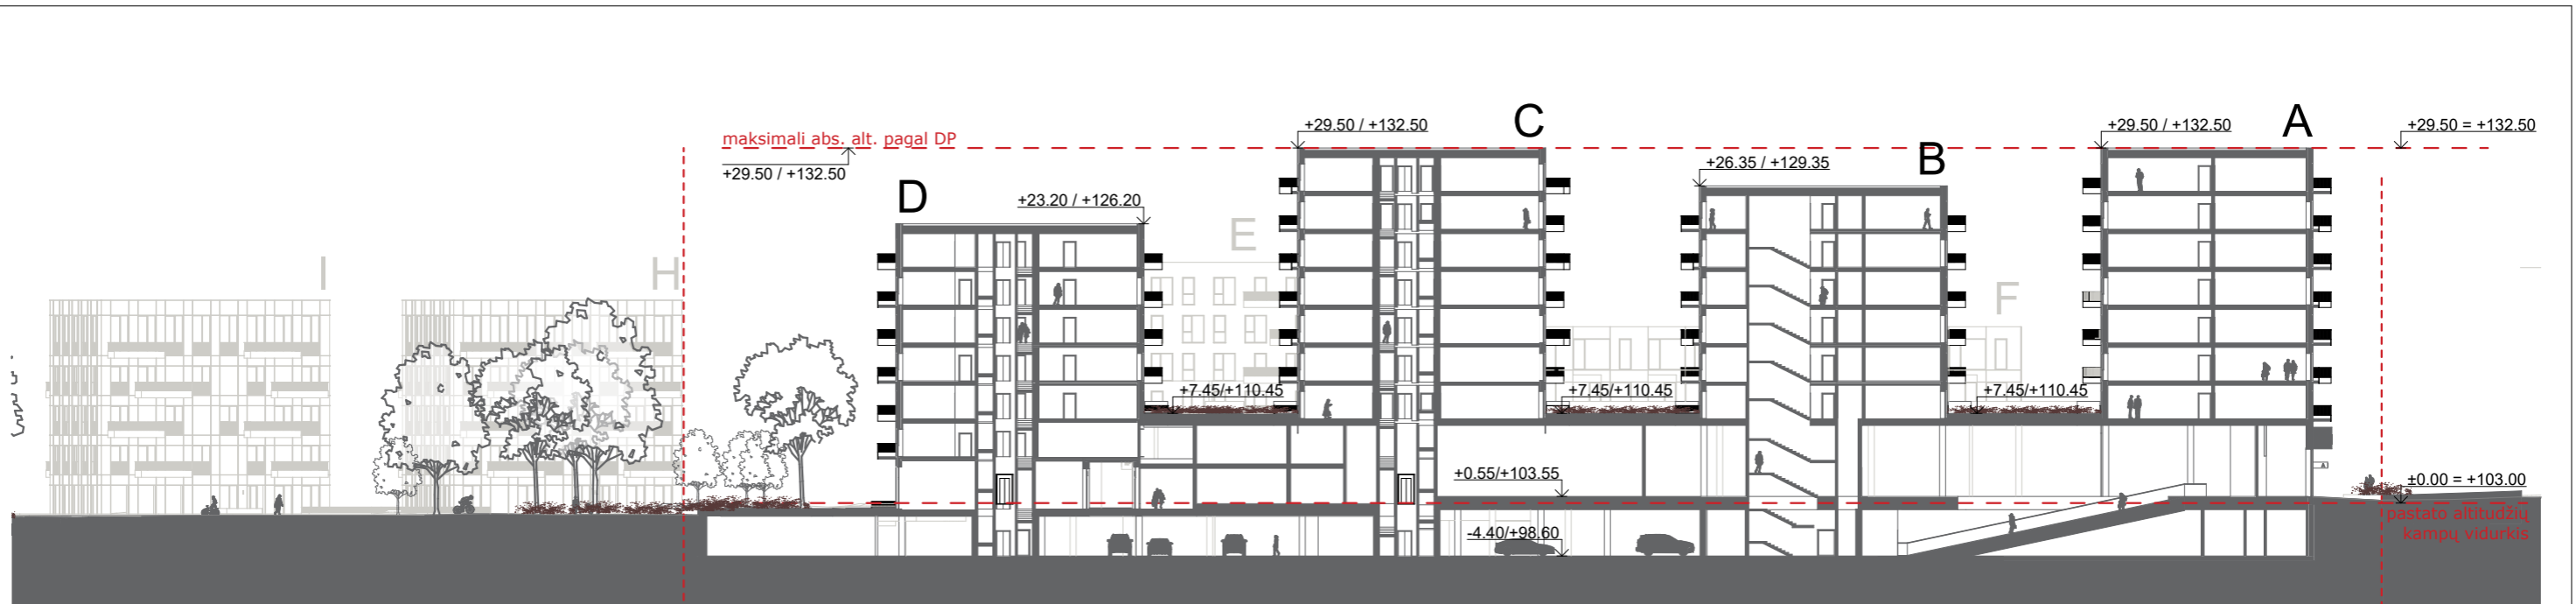 maksimali abs. alt. pagal DP
+29.50 / +132.50
D
+23.20 / +126.20
E
+29.50 / +132.50
C
+26.35 / +129.35
B
+29.50 / +132.50
A
+29.50 = +132.50
I
H
F
+7.45/+110.45
+7.45/+110.45
+7.45/+110.45
+0.55/+103.55
-4.40/+98.60
±0.00 = +103.00
pastato altitudžių
kampų vidurkis